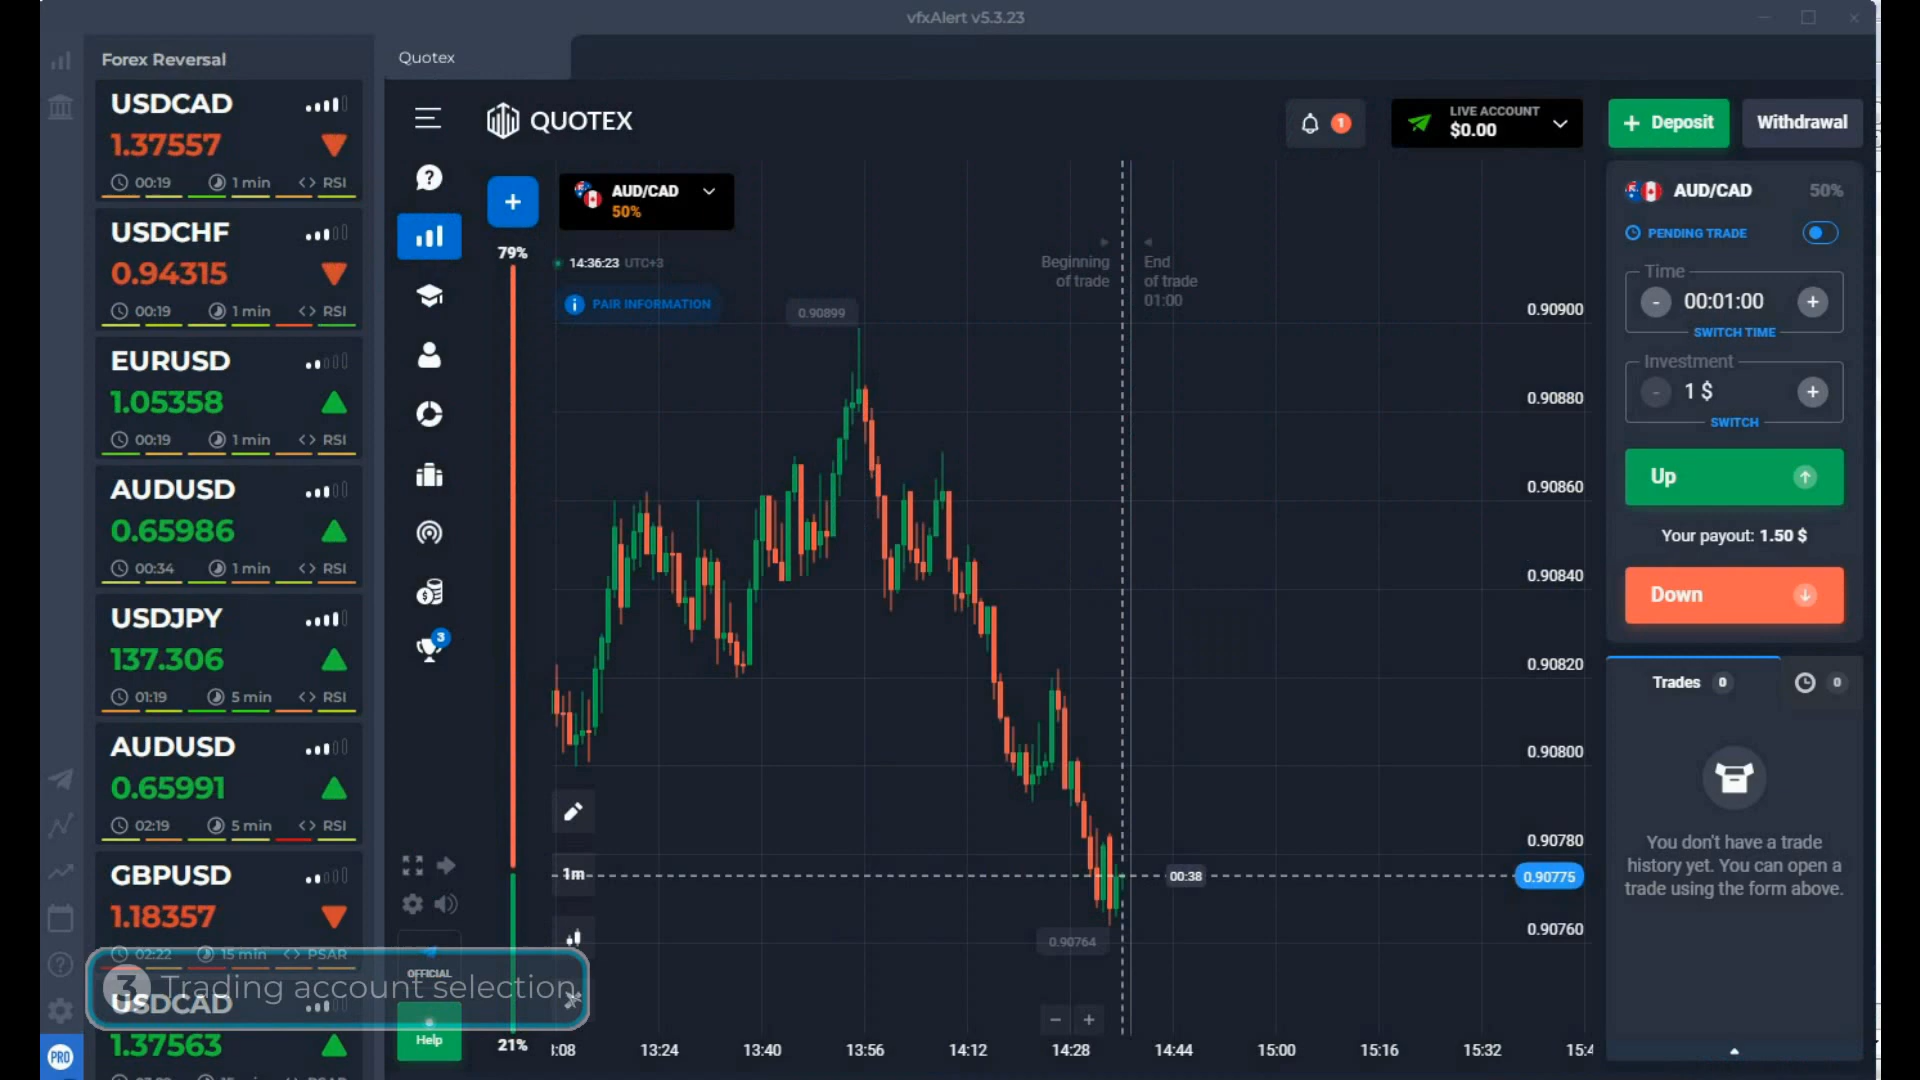 vfxAlert v5.3.23
Forex Reversal
Quotex
USDCAD
1.37557
00:19 1 min <> RSI
USDCHF
0.94315
00:19 1 min <> RSI
EURUSD
1.05358
00:19 1 min <> RSI
AUDUSD
0.65986
00:34 1 min <> RSI
USDJPY
137.306
01:19 5 min <> RSI
AUDUSD
0.65991
02:19 5 min <> RSI
GBPUSD
1.18357
02:22 15 min <> PSAR
USDCAD
1.37563
PRO
3 Trading account selection
QUOTEX
1
LIVE ACCOUNT
$0.00
+ Deposit
Withdrawal
?
3
OFFICIAL
Help
+
AUD/CAD
50%
79%
14:36:23 UTC+3
i PAIR INFORMATION
Beginning
of trade
End
of trade
01:00
0.90899
0.90900
0.90880
0.90860
0.90840
0.90820
0.90800
0.90780
0.90775
0.90760
1m
00:38
0.90764
− +
21%
13:24 13:40 13:56 14:12 14:28 14:44 15:00 15:16 15:32
AUD/CAD 50%
PENDING TRADE
Time
- 00:01:00 +
SWITCH TIME
Investment
- 1 $ +
SWITCH
Up
Your payout: 1.50 $
Down
Trades 0 0
You don't have a trade
history yet. You can open a
trade using the form above.